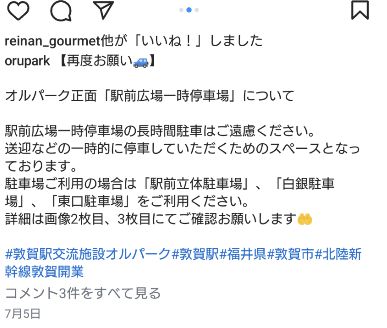 reinan_gourmet他が「いいね！」しました
orupark 【再度お願い🚙】
オルパーク正面「駅前広場一時停車場」について
駅前広場一時停車場の長時間駐車はご遠慮ください。
送迎などの一時的に停車していただくためのスペースとなっ
ております。
駐車場ご利用の場合は「駅前立体駐車場」、「白銀駐車
場」、「東口駐車場」をご利用ください。
詳細は画像2枚目、3枚目にてご確認お願いします🤲
#敦賀駅交流施設オルパーク#敦賀駅#福井県#敦賀市#北陸新
幹線敦賀開業
コメント3件をすべて見る
7月5日